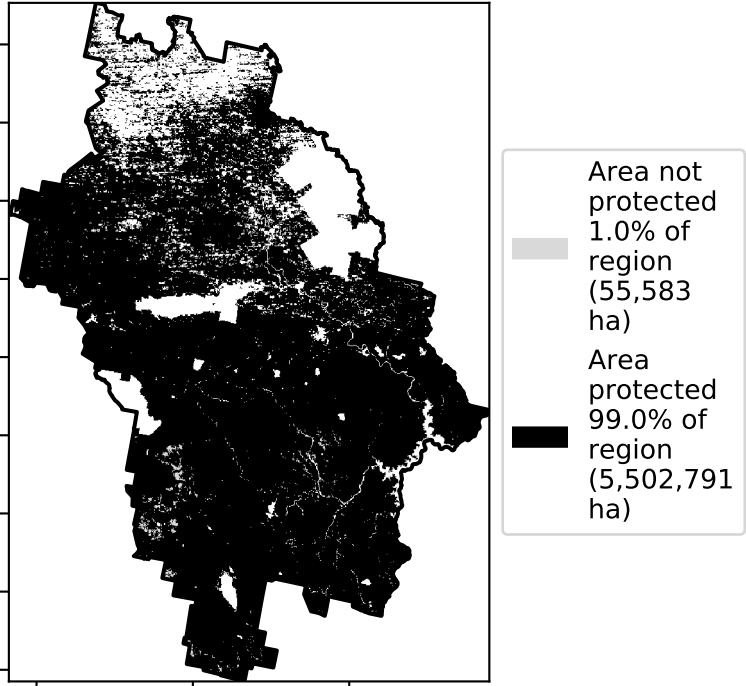 Area not
protected
1.0% of
region
(55,583
ha)
Area
protected
99.0% of
region
(5,502,791
ha)